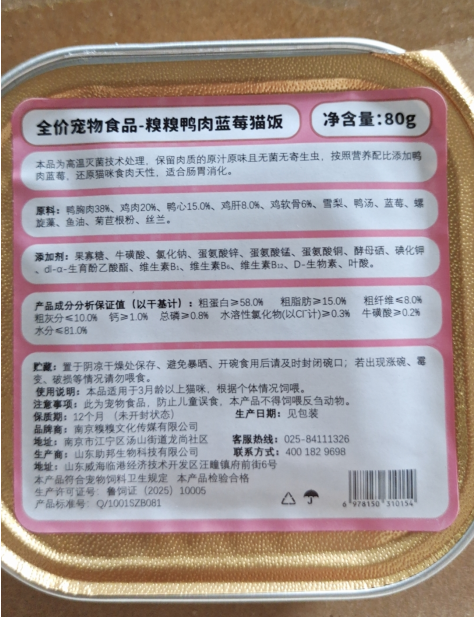 全价宠物食品-糗糗鸭肉蓝莓猫饭
净含量:80g
本品为高温灭菌技术处理，保留肉质的原汁原味且无菌无寄生虫，按照营养配比添加鸭
肉蓝莓，还原猫咪食肉天性，适合肠胃消化。
原料：鸭胸肉38%、鸡肉20%、鸭心15.0%、鸡肝8.0%、鸡软骨6%、雪梨、鸭汤、蓝莓、螺
旋藻、鱼油、菊苣根粉、丝兰。
添加剂：果寡糖、牛磺酸、氯化钠、蛋氨酸锌、蛋氨酸锰、蛋氨酸铜、酵母硒、碘化钾
、dl-α-生育酚乙酸酯、维生素B₁、维生素B₆、维生素B₁₂、D-生物素、叶酸。
产品成分分析保证值（以干基计）：粗蛋白≥58.0% 粗脂肪≥15.0% 粗纤维≤8.0%
粗灰分≤10.0% 钙≥1.0% 总磷≥0.8% 水溶性氯化物(以Cl⁻计)≥0.3% 牛磺酸≥0.2%
水分≤81.0%
贮藏：置于阴凉干燥处保存、避免暴晒、开碗食用后请及时封闭碗口；若出现涨碗、霉
变、破损等情况请勿喂食。
使用说明：本品适用于3月龄以上猫咪，根据个体情况饲喂。
注意事项：此为宠物食品，防止儿童误食，本产品不得饲喂反刍动物。
保质期：12个月（未开封状态） 生产日期：见包装
品牌商：南京糗糗文化传媒有限公司
地址：南京市江宁区汤山街道龙尚社区 客服热线：025-84111326
生产商：山东助邦生物科技有限公司 联系方式：400 182 9698
地址：山东威海临港经济技术开发区汪疃镇府前街6号
本产品符合宠物饲料卫生规定 本产品检验合格
生产许可证号：鲁饲证（2025）10005
产品标准号：Q/1001SZB081
6 978150 310154